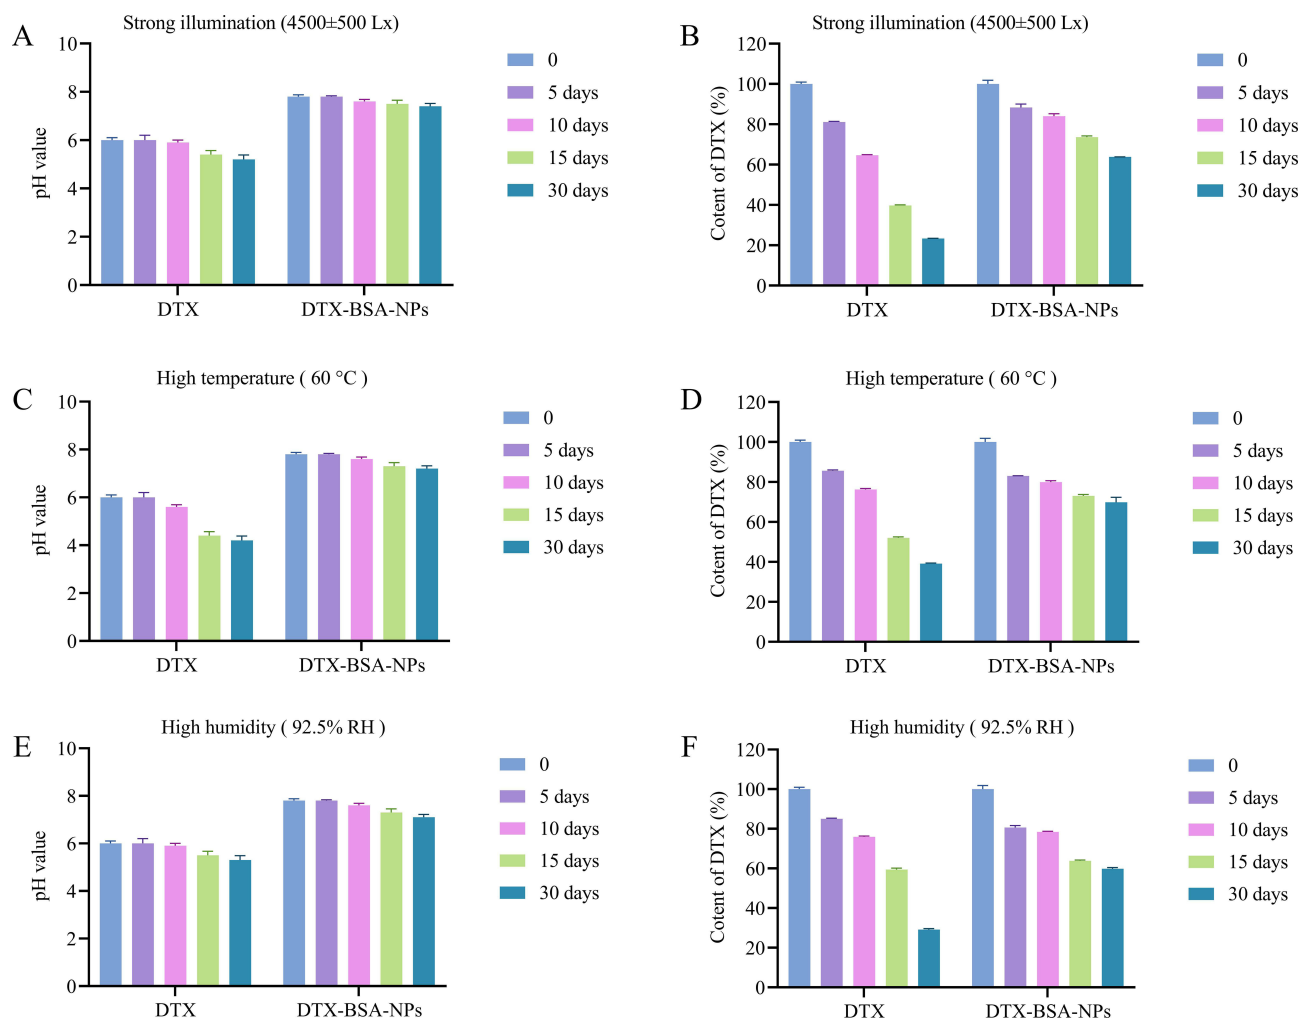 A
Strong illumination (4500±500 Lx)
10
8
6
4
2
0
pH value
DTX
DTX-BSA-NPs
0
5 days
10 days
15 days
30 days
B
Strong illumination (4500±500 Lx)
120
100
80
60
40
20
0
Cotent of DTX (%)
DTX
DTX-BSA-NPs
0
5 days
10 days
15 days
30 days
C
High temperature ( 60 °C )
10
8
6
4
2
0
pH value
DTX
DTX-BSA-NPs
0
5 days
10 days
15 days
30 days
D
High temperature ( 60 °C )
120
100
80
60
40
20
0
Cotent of DTX (%)
DTX
DTX-BSA-NPs
0
5 days
10 days
15 days
30 days
E
High humidity ( 92.5% RH )
10
8
6
4
2
0
pH value
DTX
DTX-BSA-NPs
0
5 days
10 days
15 days
30 days
F
High humidity ( 92.5% RH )
120
100
80
60
40
20
0
Cotent of DTX (%)
DTX
DTX-BSA-NPs
0
5 days
10 days
15 days
30 days